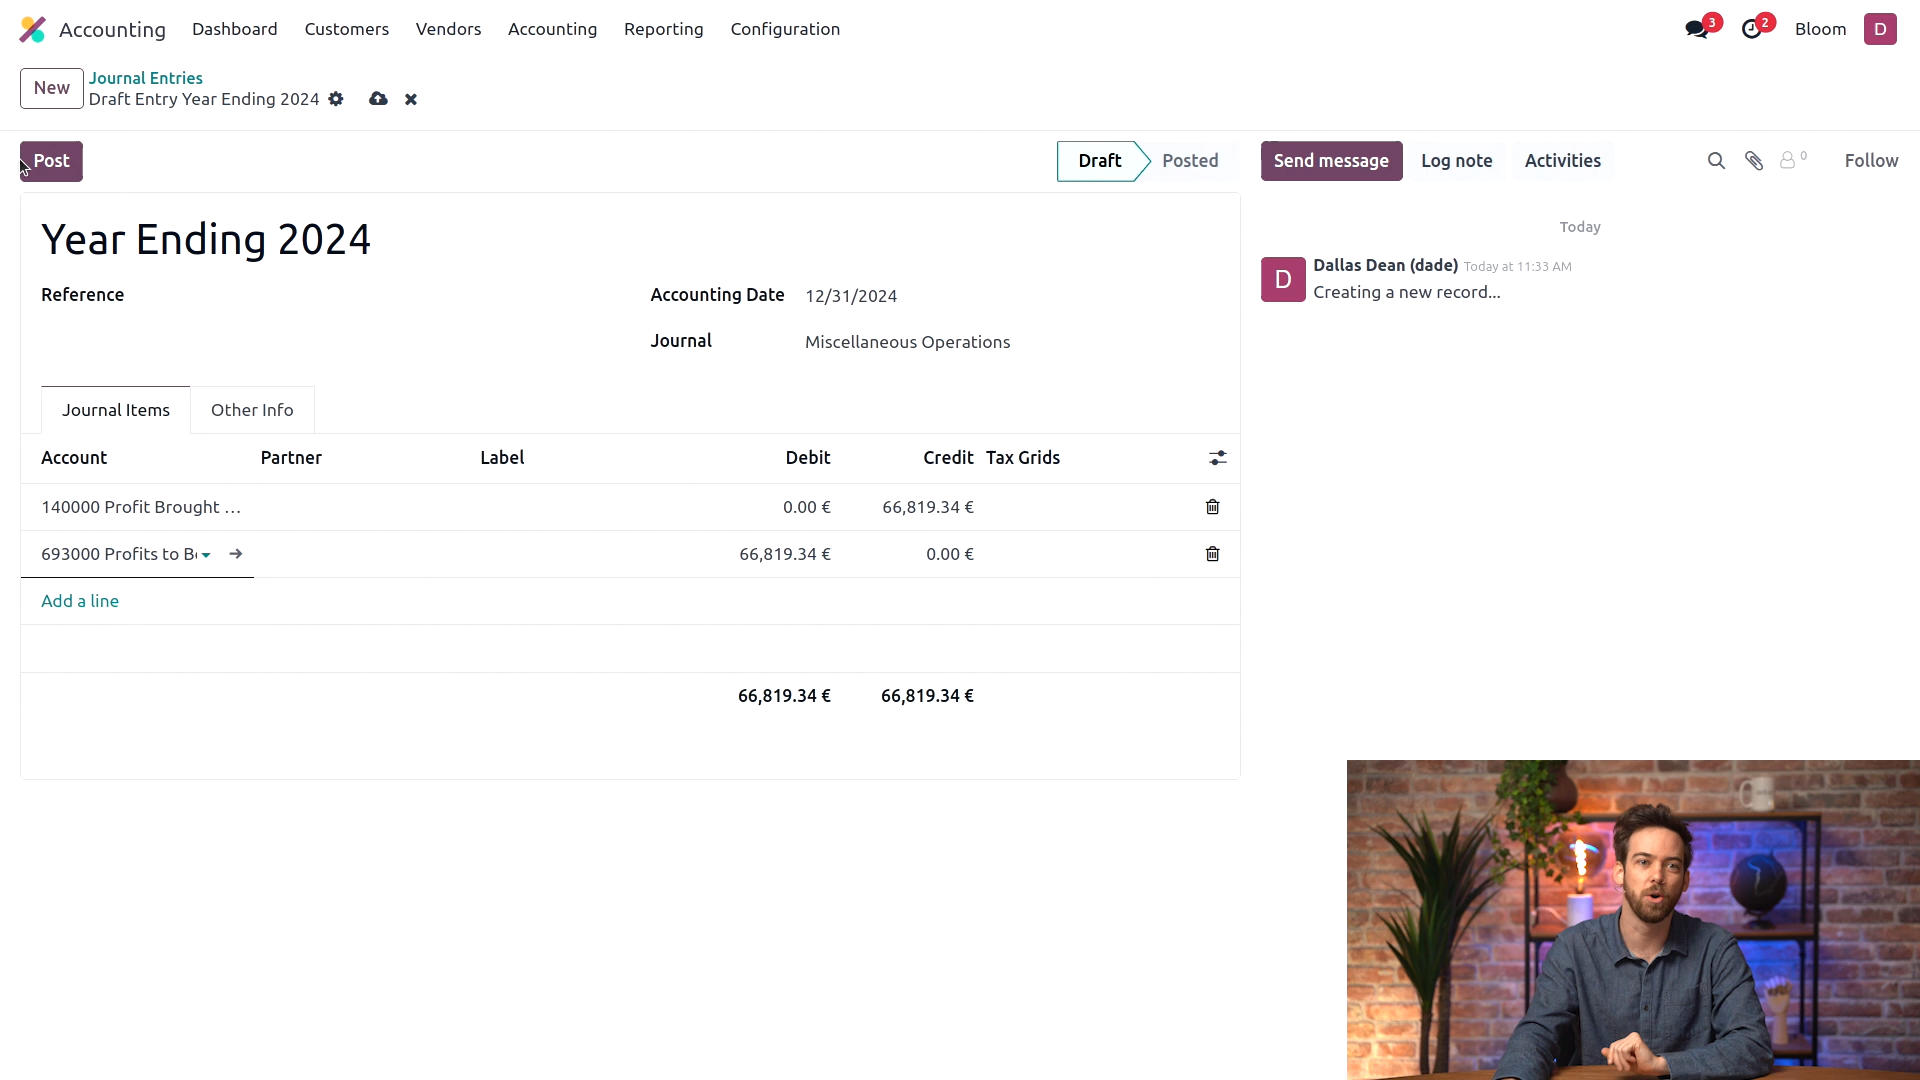 Accounting Dashboard Customers Vendors Accounting Reporting Configuration 3 2 Bloom D
New Journal Entries
Draft Entry Year Ending 2024
Post Draft Posted Send message Log note Activities 0 Follow
Year Ending 2024
Today
Reference Accounting Date 12/31/2024
D Dallas Dean (dade) Today at 11:33 AM
Creating a new record...
Journal Miscellaneous Operations
Journal Items Other Info
Account Partner Label Debit Credit Tax Grids
140000 Profit Brought ... 0.00 € 66,819.34 €
693000 Profits to B 66,819.34 € 0.00 €
Add a line
66,819.34 € 66,819.34 €